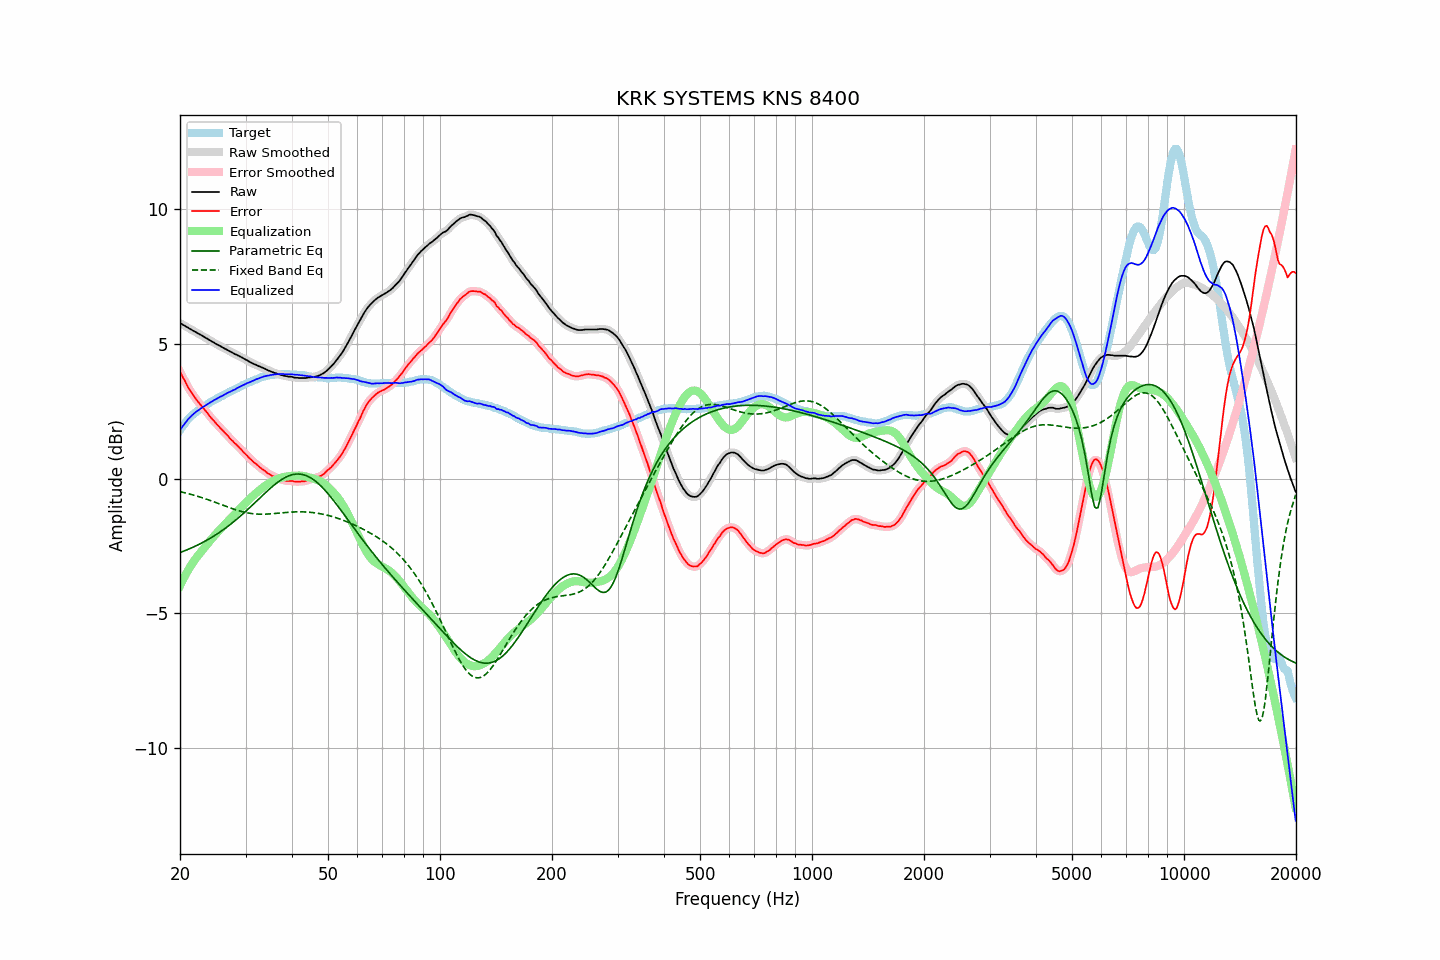 KRK SYSTEMS KNS 8400
Target
Raw Smoothed
Error Smoothed
Raw
Error
Equalization
Parametric Eq
Fixed Band Eq
Equalized
10
5
0
−5
−10
Amplitude (dBr)
20 50 100 200 500 1000 2000 5000 10000 20000
Frequency (Hz)